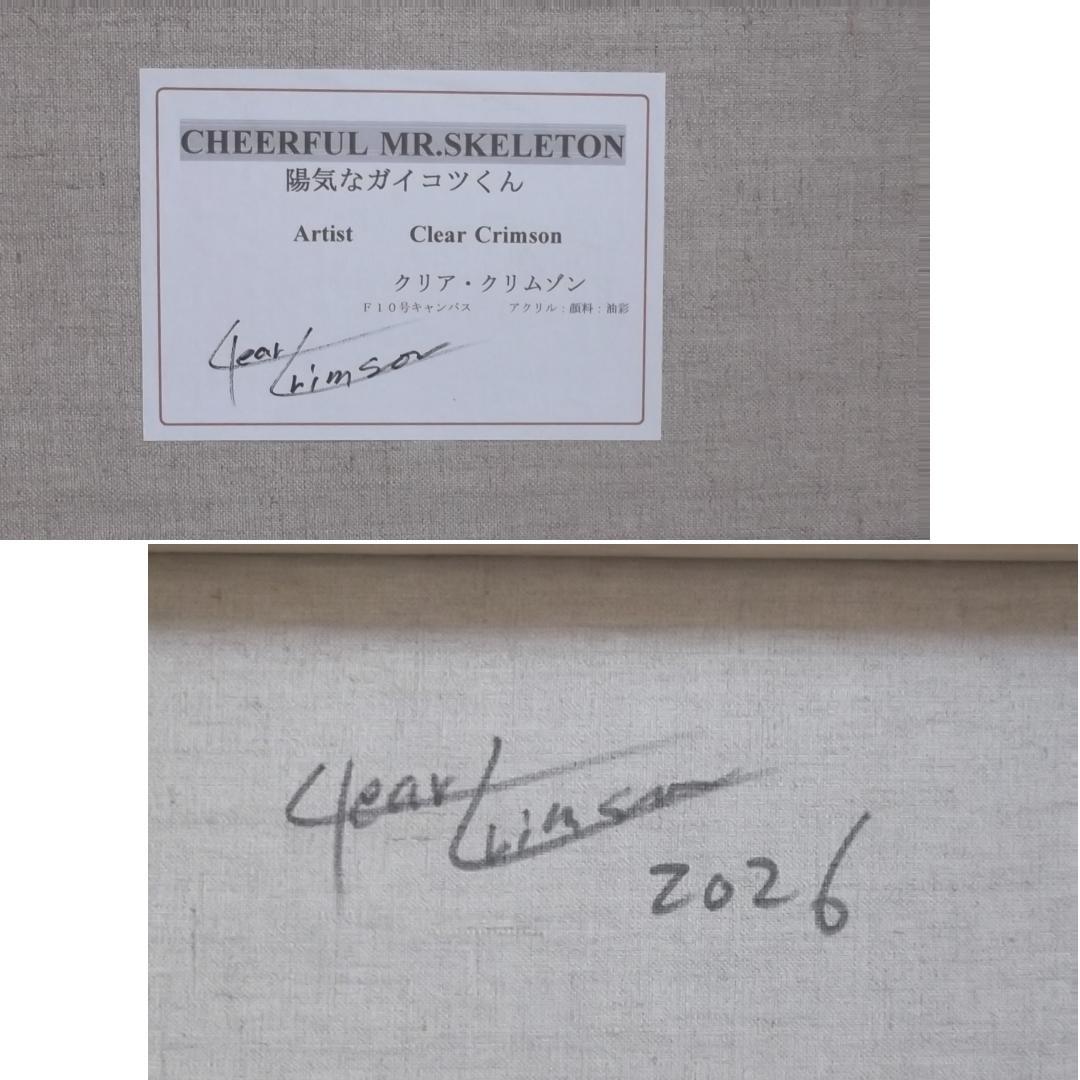 CHEERFUL MR.SKELETON
陽気なガイコツくん
Artist Clear Crimson
クリア・クリムゾン
F10号キャンバス アクリル:顔料:油彩
Clear Crimson
Clear Crimson
2026